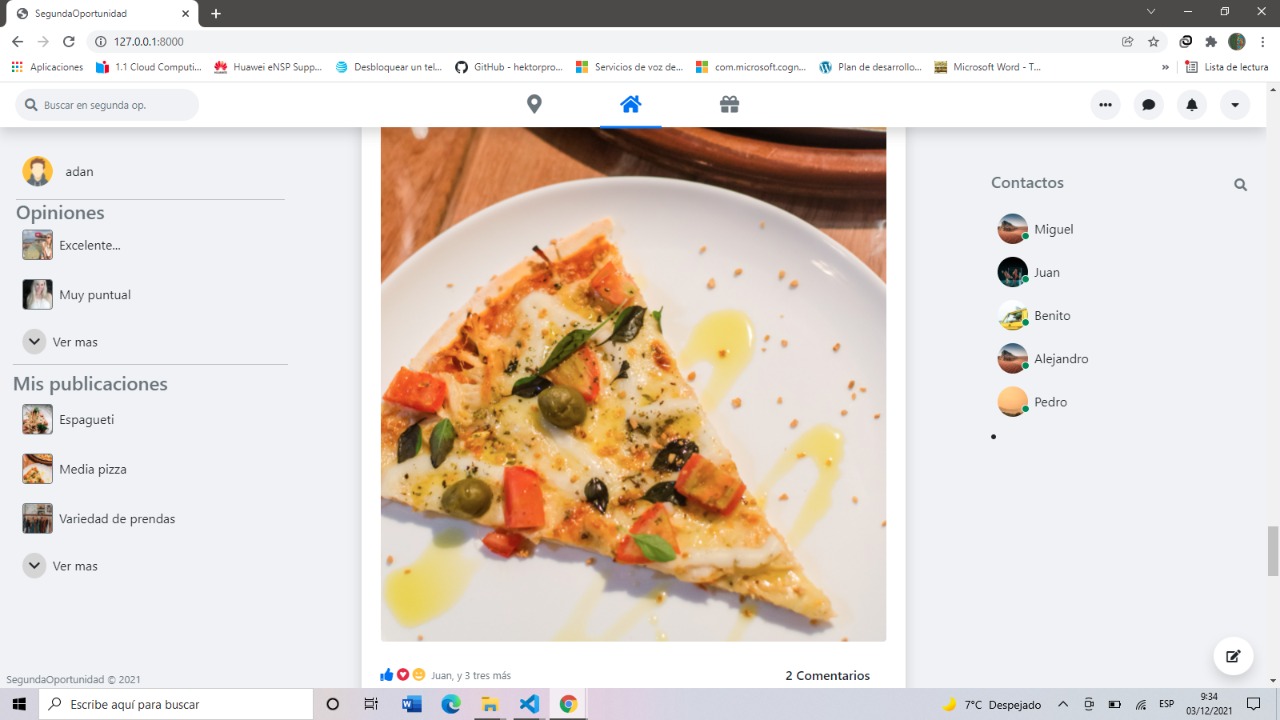 SegundaOportunidad
127.0.0.1:8000
Aplicaciones
1.1 Cloud Computi...
Huawei eNSP Supp...
Desbloquear un tel...
GitHub - hektorpro...
Servicios de voz de...
com.microsoft.cogn...
Plan de desarrollo...
Microsoft Word - T...
»
Lista de lectura
Buscar en segunda op.
adan
Opiniones
Excelente...
Muy puntual
Ver mas
Mis publicaciones
Espagueti
Media pizza
Variedad de prendas
Ver mas
SegundaOportunidad © 2021
Juan, y 3 tres más
2 Comentarios
Contactos
Miguel
Juan
Benito
Alejandro
Pedro
Escribe aquí para buscar
7°C Despejado
ESP
9:34
03/12/2021